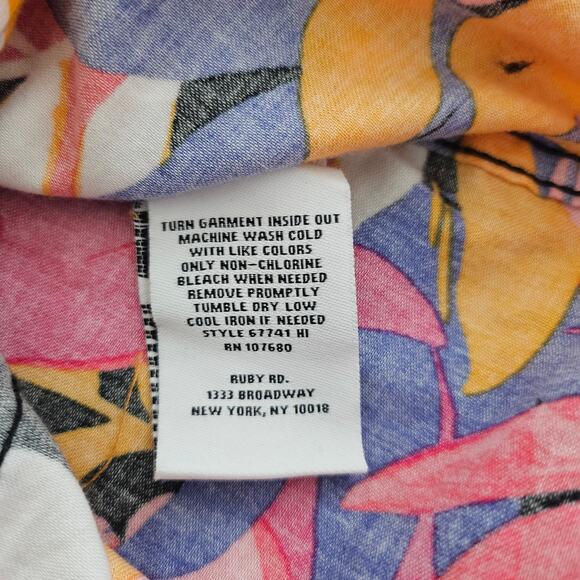 TURN GARMENT INSIDE OUT
MACHINE WASH COLD
WITH LIKE COLORS
ONLY NON-CHLORINE
BLEACH WHEN NEEDED
REMOVE PROMPTLY
TUMBLE DRY LOW
COOL IRON IF NEEDED
STYLE 67741 HI
RN 107680
RUBY RD.
1333 BROADWAY
NEW YORK, NY 10018